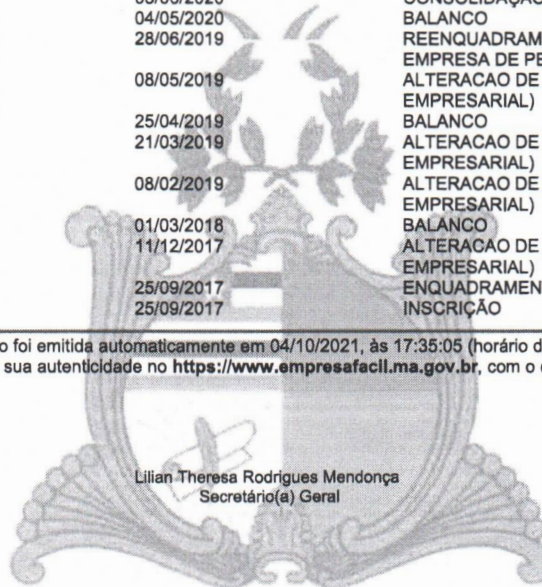 04/05/2020 BALANCO
28/06/2019 REENQUADRAM
EMPRESA DE PE
08/05/2019 ALTERACAO DE
EMPRESARIAL)
25/04/2019 BALANCO
21/03/2019 ALTERACAO DE
EMPRESARIAL)
08/02/2019 ALTERACAO DE
EMPRESARIAL)
01/03/2018 BALANCO
11/12/2017 ALTERACAO DE
EMPRESARIAL)
25/09/2017 ENQUADRAMEN
25/09/2017 INSCRIÇÃO
o foi emitida automaticamente em 04/10/2021, às 17:35:05 (horário d
sua autenticidade no https://www.empresafacil.ma.gov.br, com o
Lilian Theresa Rodrigues Mendonça
Secretário(a) Geral